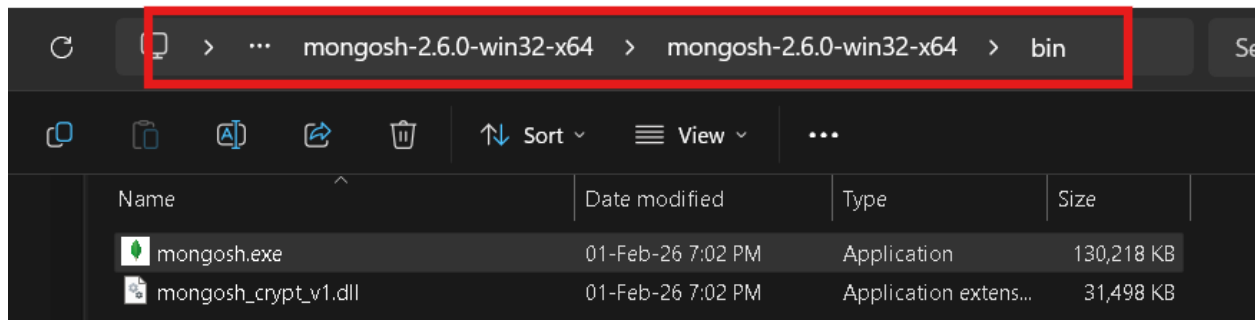 > ... mongosh-2.6.0-win32-x64 > mongosh-2.6.0-win32-x64 > bin
Sort View ...
Name Date modified Type Size
mongosh.exe 01-Feb-26 7:02 PM Application 130,218 KB
mongosh_crypt_v1.dll 01-Feb-26 7:02 PM Application extens... 31,498 KB